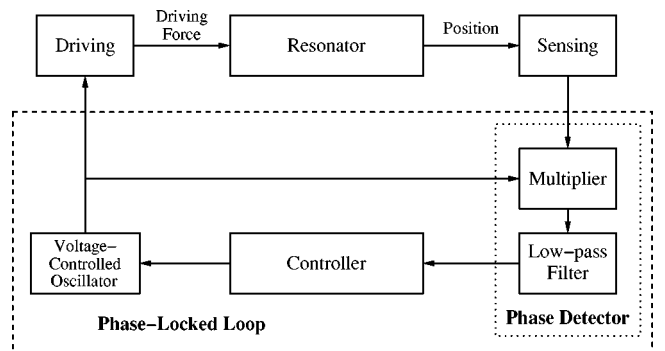 Driving
Driving
Force
Resonator
Position
Sensing
Multiplier
Voltage-
Controlled
Oscillator
Controller
Low-pass
Filter
Phase-Locked Loop
Phase Detector